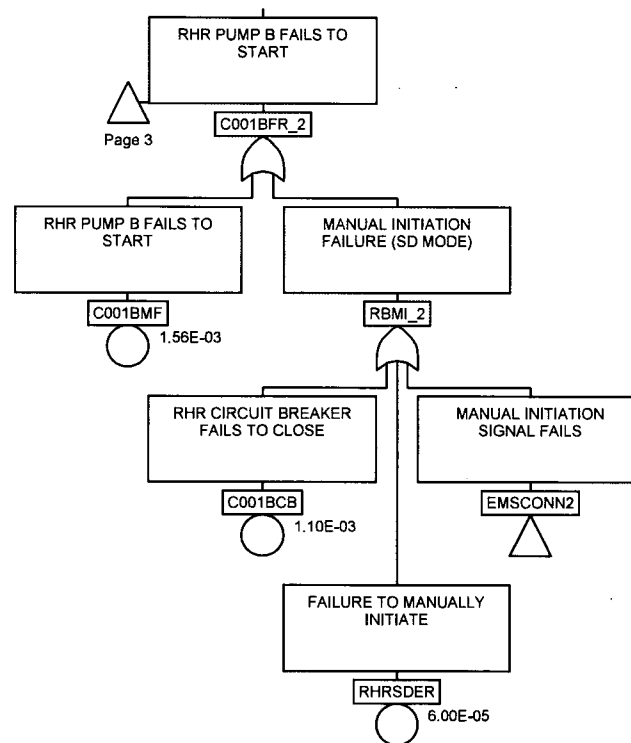 RHR PUMP B FAILS TO
START
Page 3
C001BFR_2
RHR PUMP B FAILS TO
START
MANUAL INITIATION
FAILURE (SD MODE)
C001BMF
RBMI_2
1.56E-03
RHR CIRCUIT BREAKER
FAILS TO CLOSE
MANUAL INITIATION
SIGNAL FAILS
C001BCB
EMSCONN2
1.10E-03
FAILURE TO MANUALLY
INITIATE
RHRSDER
6.00E-05